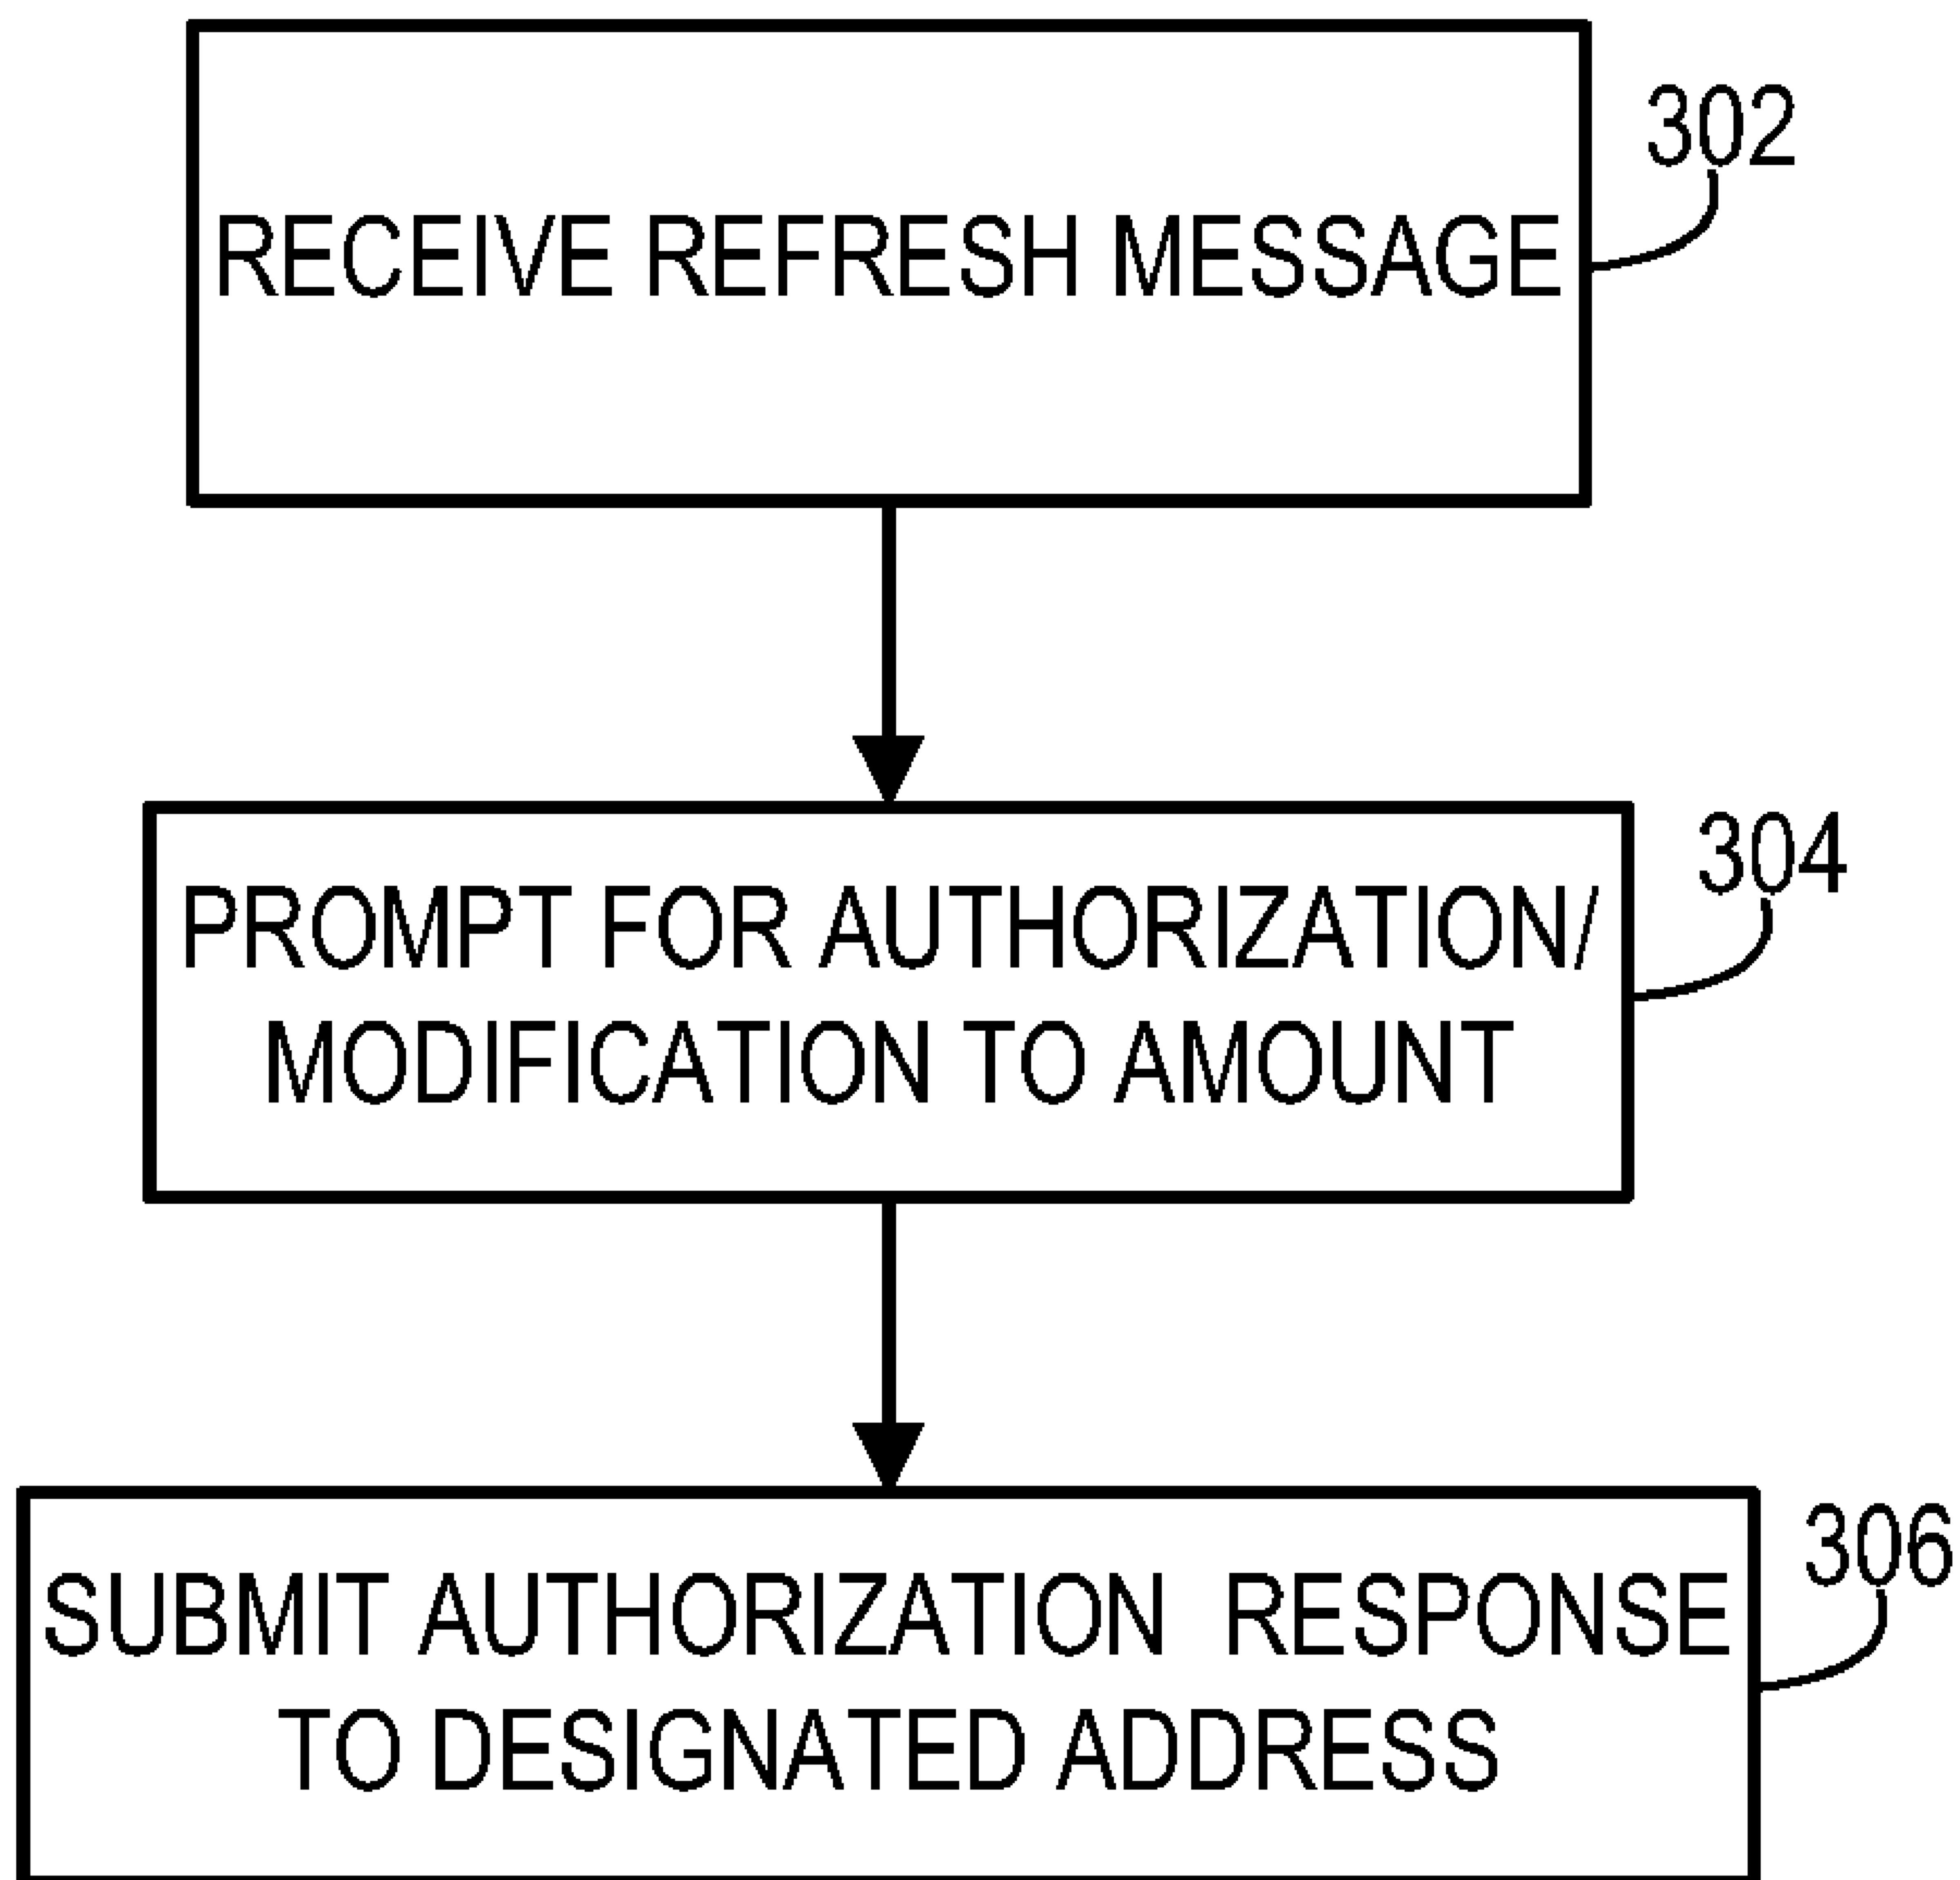 302
RECEIVE REFRESH MESSAGE
304
PROMPT FOR AUTHORIZATION/
MODIFICATION TO AMOUNT
306
SUBMIT AUTHORIZATION RESPONSE
TO DESIGNATED ADDRESS